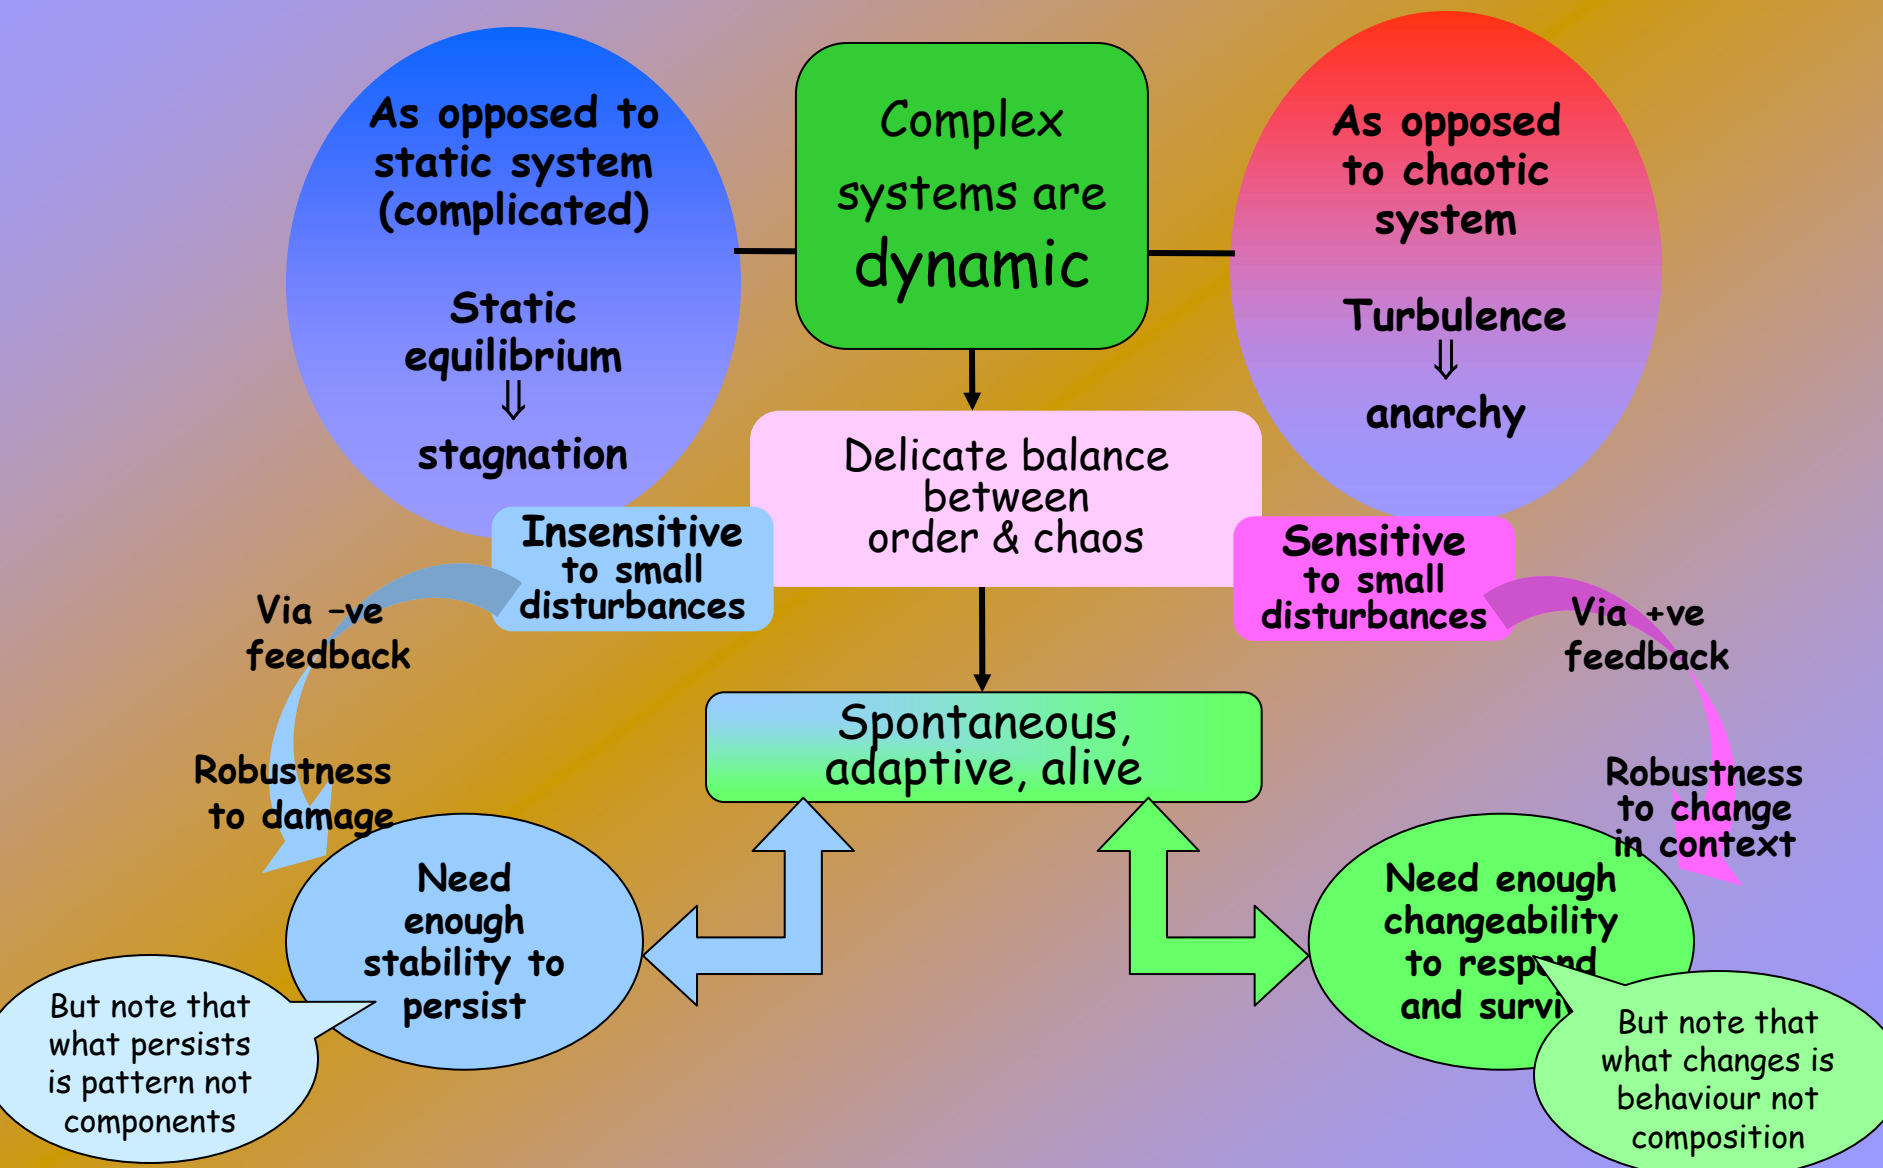 As opposed to
static system
(complicated)
Static
equilibrium
⇓
stagnation
Complex
systems are
dynamic
As opposed
to chaotic
system
Turbulence
⇓
anarchy
Delicate balance
between
order & chaos
Insensitive
to small
disturbances
Sensitive
to small
disturbances
Via –ve
feedback
Via +ve
feedback
Spontaneous,
adaptive, alive
Robustness
to damage
Robustness
to change
in context
Need
enough
stability to
persist
Need enough
changeability
to respond
and survi
But note that
what persists
is pattern not
components
But note that
what changes is
behaviour not
composition